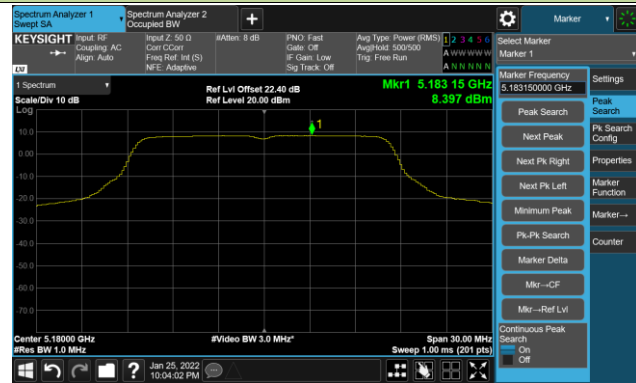 Spectrum Analyzer 1
Swept SA
Spectrum Analyzer 2
Occupied BW
+
Marker
KEYSIGHT
Input: RF
Coupling: AC
Align: Auto
Input Z: 50 Ω
Corr CCorr
Freq Ref: Int (S)
NFE: Adaptive
#Atten: 8 dB
PNO: Fast
Gate: Off
IF Gain: Low
Sig Track: Off
Avg Type: Power (RMS)
Avg|Hold: 500/500
Trig: Free Run
1 2 3 4 5 6
A W W W W W
A N N N N N
LXI
Select Marker
Marker 1
1 Spectrum
Scale/Div 10 dB
Log
Ref Lvl Offset 22.40 dB
Ref Level 20.00 dBm
Mkr1 5.183 15 GHz
8.397 dBm
1
10.0
0.00
-10.0
-20.0
-30.0
-40.0
-50.0
-60.0
-70.0
Center 5.18000 GHz
#Res BW 1.0 MHz
#Video BW 3.0 MHz*
Span 30.00 MHz
Sweep 1.00 ms (201 pts)
Marker Frequency
5.183150000 GHz
Peak Search
Next Peak
Next Pk Right
Next Pk Left
Minimum Peak
Pk-Pk Search
Marker Delta
Mkr→CF
Mkr→Ref Lvl
Continuous Peak
Search
On
Off
Settings
Peak
Search
Pk Search
Config
Properties
Marker
Function
Marker→
Counter
?
Jan 25, 2022
10:04:02 PM